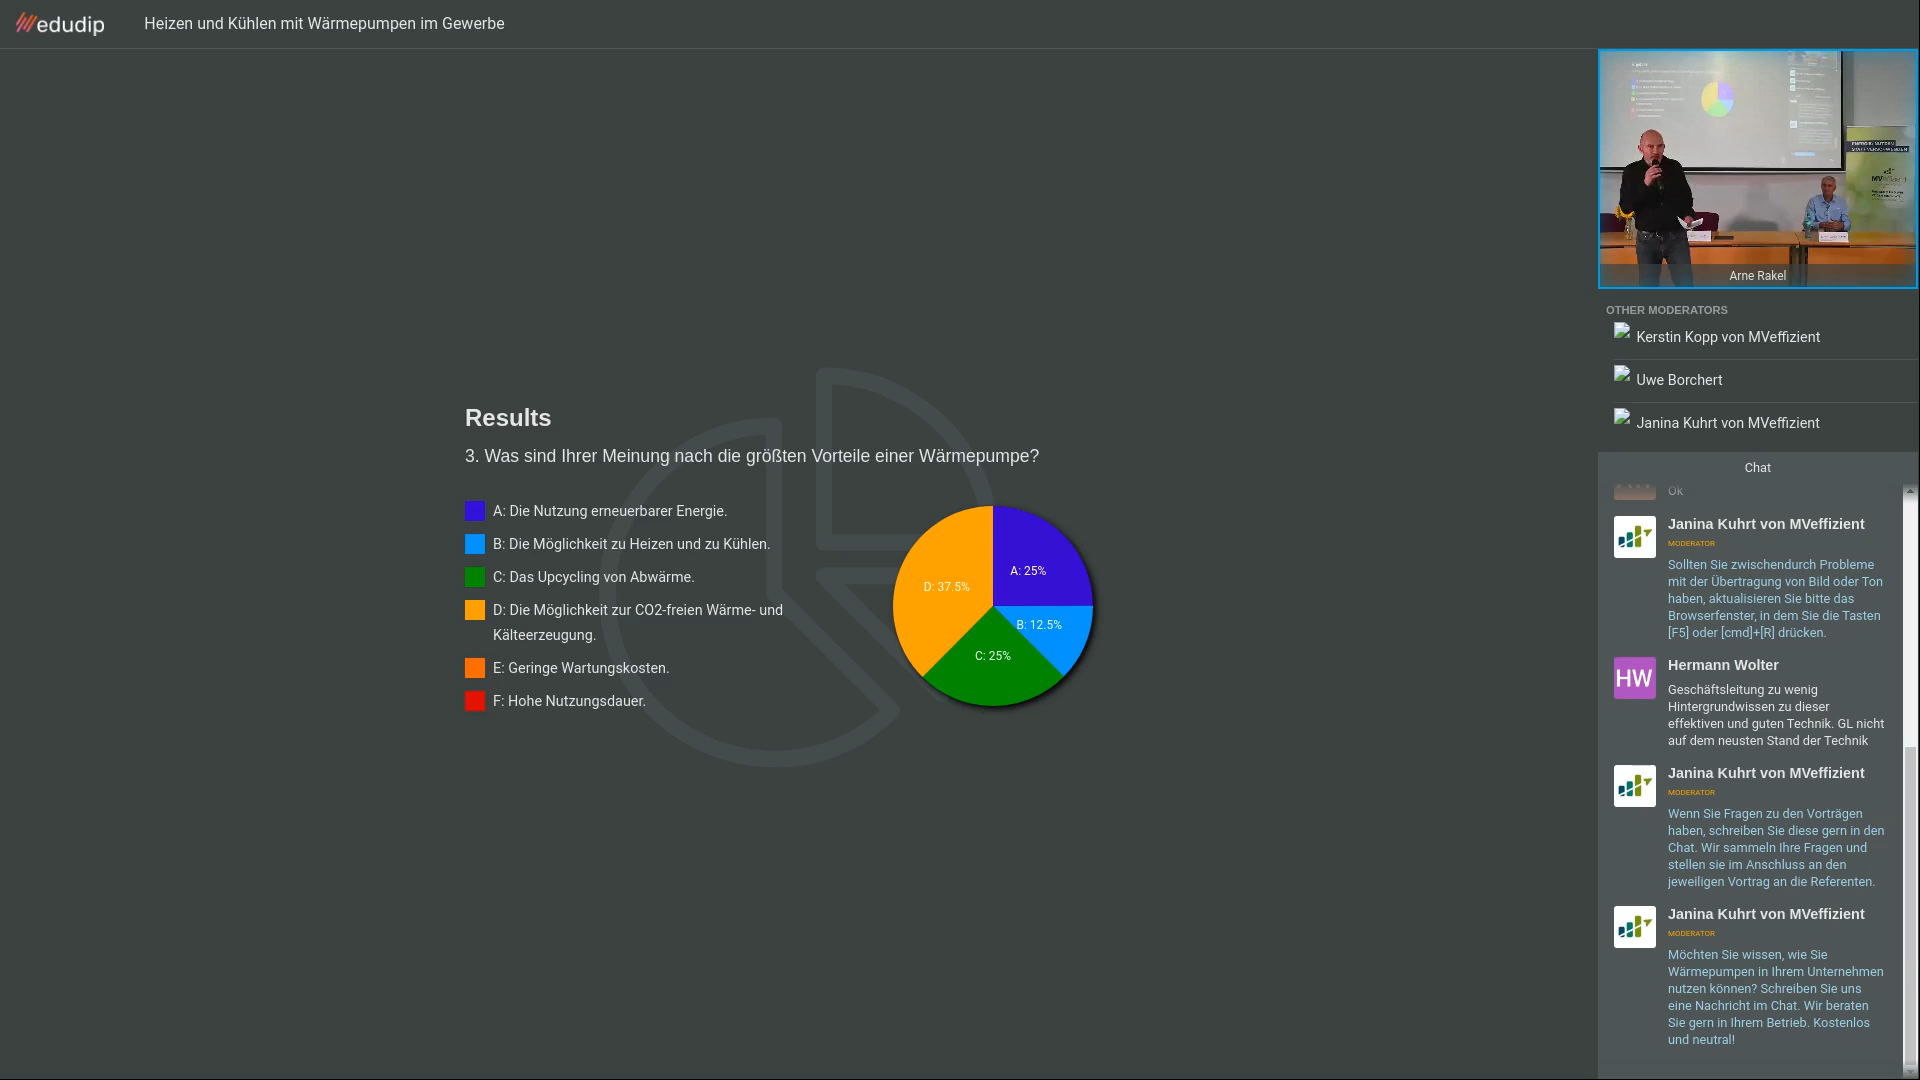 edudip
Heizen und Kühlen mit Wärmepumpen im Gewerbe
Results
3. Was sind Ihrer Meinung nach die größten Vorteile einer Wärmepumpe?
A: Die Nutzung erneuerbarer Energie.
B: Die Möglichkeit zu Heizen und zu Kühlen.
C: Das Upcycling von Abwärme.
D: Die Möglichkeit zur CO2-freien Wärme- und
Kälteerzeugung.
E: Geringe Wartungskosten.
F: Hohe Nutzungsdauer.
A: 25%
D: 37.5%
B: 12.5%
C: 25%
ENERGIE NUTZEN
STATT VERSCHWENDEN
Arne Rakel
OTHER MODERATORS
Kerstin Kopp von MVeffizient
Uwe Borchert
Janina Kuhrt von MVeffizient
Chat
Ok
Janina Kuhrt von MVeffizient
MODERATOR
Sollten Sie zwischendurch Probleme
mit der Übertragung von Bild oder Ton
haben, aktualisieren Sie bitte das
Browserfenster, in dem Sie die Tasten
[F5] oder [cmd]+[R] drücken.
HW
Hermann Wolter
Geschäftsleitung zu wenig
Hintergrundwissen zu dieser
effektiven und guten Technik. GL nicht
auf dem neusten Stand der Technik
Janina Kuhrt von MVeffizient
MODERATOR
Wenn Sie Fragen zu den Vorträgen
haben, schreiben Sie diese gern in den
Chat. Wir sammeln Ihre Fragen und
stellen sie im Anschluss an den
jeweiligen Vortrag an die Referenten.
Janina Kuhrt von MVeffizient
MODERATOR
Möchten Sie wissen, wie Sie
Wärmepumpen in Ihrem Unternehmen
nutzen können? Schreiben Sie uns
eine Nachricht im Chat. Wir beraten
Sie gern in Ihrem Betrieb. Kostenlos
und neutral!